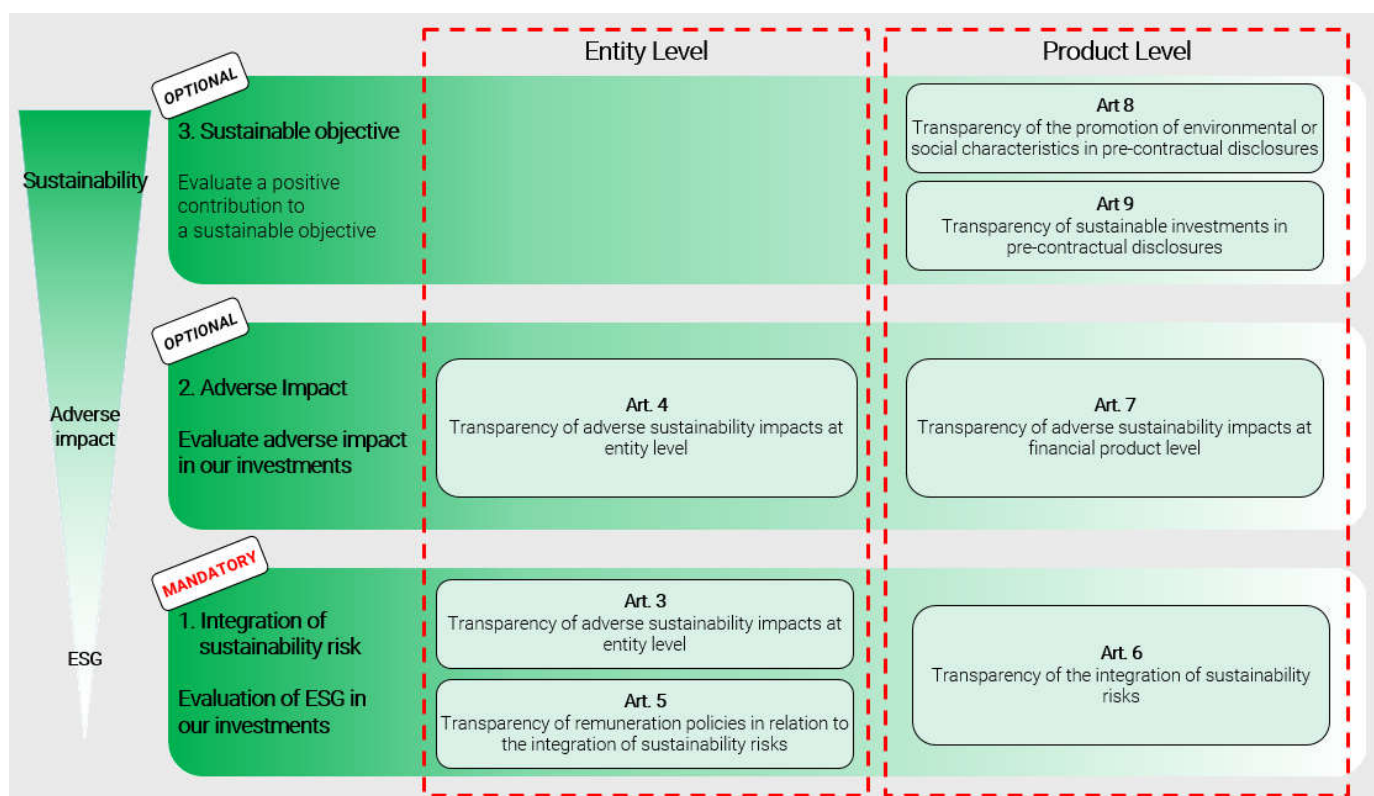 Entity Level
Product Level
OPTIONAL
3. Sustainable objective
Evaluate a positive
contribution to
a sustainable objective
Art 8
Transparency of the promotion of environmental or
social characteristics in pre-contractual disclosures
Art 9
Transparency of sustainable investments in
pre-contractual disclosures
Sustainability
OPTIONAL
2. Adverse Impact
Evaluate adverse impact
in our investments
Art. 4
Transparency of adverse sustainability impacts at
entity level
Art. 7
Transparency of adverse sustainability impacts at
financial product level
Adverse
impact
MANDATORY
1. Integration of
sustainability risk
Evaluation of ESG in
our investments
Art. 3
Transparency of adverse sustainability impacts at
entity level
Art. 5
Transparency of remuneration policies in relation to
the integration of sustainability risks
Art. 6
Transparency of the integration of sustainability
risks
ESG